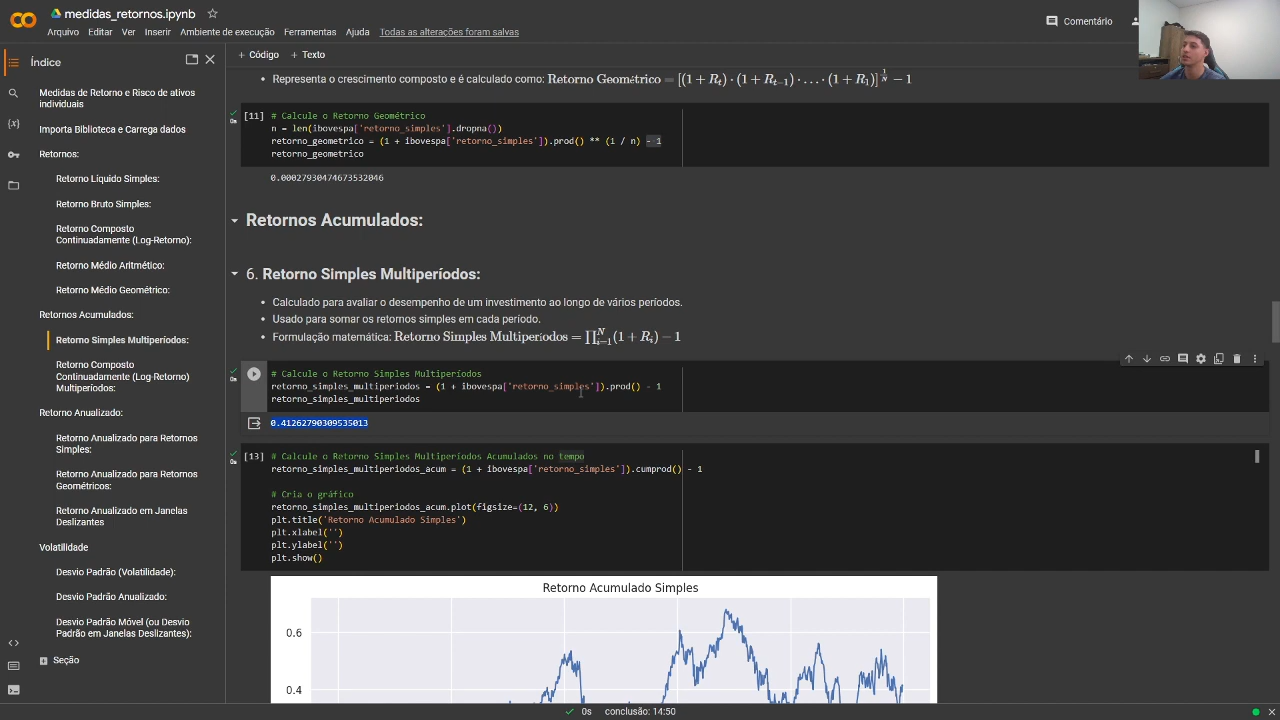 medidas_retornos.ipynb
Arquivo Editar Ver Inserir Ambiente de execução Ferramentas Ajuda Todas as alterações foram salvas
Comentário
Índice
Medidas de Retorno e Risco de ativos
individuais
Importa Biblioteca e Carrega dados
Retornos:
Retorno Liquido Simples:
Retorno Bruto Simples:
Retorno Composto
Continuadamente (Log-Retorno):
Retorno Médio Aritmético:
Retorno Médio Geométrico:
Retornos Acumulados:
Retorno Simples Multiperíodos:
Retorno Composto
Continuadamente (Log-Retorno)
Multiperíodos:
Retorno Anualizado:
Retorno Anualizado para Retornos
Simples:
Retorno Anualizado para Retornos
Geométricos:
Retorno Anualizado em Janelas
Deslizantes
Volatilidade
Desvio Padrão (Volatilidade):
Desvio Padrão Anualizado:
Desvio Padrão Móvel (ou Desvio
Padrão em Janelas Deslizantes):
Seção
+ Código + Texto
• Representa o crescimento composto e é calculado como: Retorno Geométrico = [(1 + R_t) · (1 + R_{t−1}) · . . . · (1 + R_1)]^{1/N} − 1
[11] # Calcule o Retorno Geométrico
n = len(ibovespa['retorno_simples'].dropna())
retorno_geometrico = (1 + ibovespa['retorno_simples']).prod() ** (1 / n) - 1
retorno_geometrico
0.00027930474673532046
Retornos Acumulados:
6. Retorno Simples Multiperíodos:
• Calculado para avaliar o desempenho de um investimento ao longo de vários períodos.
• Usado para somar os retornos simples em cada período.
• Formulação matemática: Retorno Simples Multiperíodos = ∏_{i=1}^{N}(1 + R_i) − 1
# Calcule o Retorno Simples Multiperíodos
retorno_simples_multiperiodos = (1 + ibovespa['retorno_simples']).prod() - 1
retorno_simples_multiperiodos
0.41262790309535013
[13] # Calcule o Retorno Simples Multiperíodos Acumulados no tempo
retorno_simples_multiperiodos_acum = (1 + ibovespa['retorno_simples']).cumprod() - 1
# Cria o gráfico
retorno_simples_multiperiodos_acum.plot(figsize=(12, 6))
plt.title('Retorno Acumulado Simples')
plt.xlabel('')
plt.ylabel('')
plt.show()
Retorno Acumulado Simples
0.6
0.4
0s conclusão: 14:50